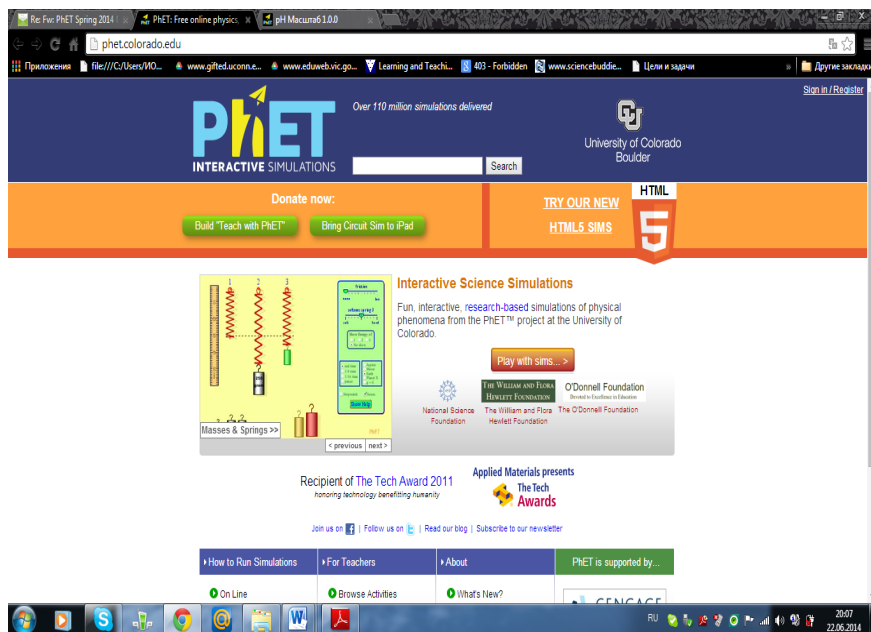 Re: Fw: PhET Spring 2014
PhET: Free online physics,
pH Масштаб 1.0.0
phet.colorado.edu
Приложения
file:///C:/Users/ИО...
www.gifted.uconn.e...
www.eduweb.vic.go...
Learning and Teachi...
403 - Forbidden
www.sciencebuddie...
Цели и задачи
»
Другие закладки
Sign in / Register
PhET
INTERACTIVE SIMULATIONS
Over 110 million simulations delivered
Search
University of Colorado
Boulder
Donate now:
Build "Teach with PhET"
Bring Circuit Sim to iPad
TRY OUR NEW
HTML5 SIMS
HTML
5
1 2 3
Masses & Springs >>
< previous
next >
Interactive Science Simulations
Fun, interactive, research-based simulations of physical
phenomena from the PhET™ project at the University of
Colorado.
Play with sims... >
National Science
Foundation
THE WILLIAM AND FLORA
HEWLETT FOUNDATION
The William and Flora
Hewlett Foundation
O'Donnell Foundation
Devoted to Excellence in Education
The O'Donnell Foundation
Recipient of The Tech Award 2011
honoring technology benefitting humanity
Applied Materials presents
The Tech
Awards
Join us on | Follow us on | Read our blog | Subscribe to our newsletter
How to Run Simulations
For Teachers
About
PhET is supported by...
On Line
Browse Activities
What's New?
CENGAGE
RU
20:07
22.06.2014